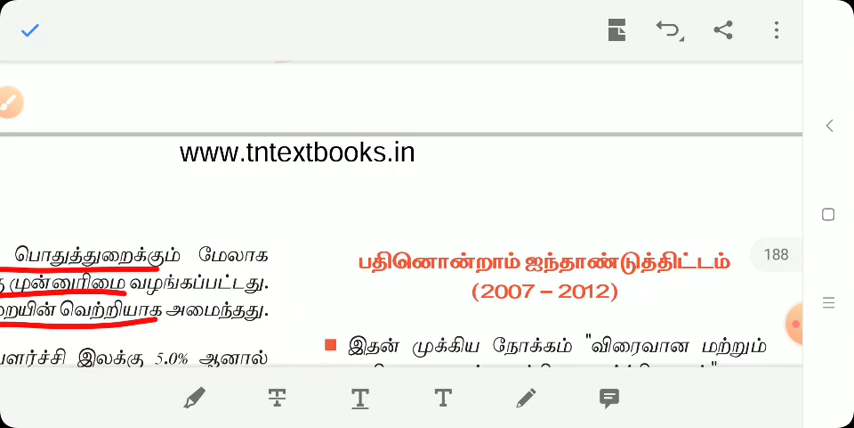 www.tntextbooks.in
பொதுத்துறைக்கும் மேலாக
முன்னுரிமை வழங்கப்பட்டது.
வெற்றியாக அமைந்தது.
இலக்கு 5.0% ஆனால்
பதினொன்றாம் ஐந்தாண்டுத்திட்டம்
(2007 – 2012)
இதன் முக்கிய நோக்கம் "விரைவான மற்றும்
188